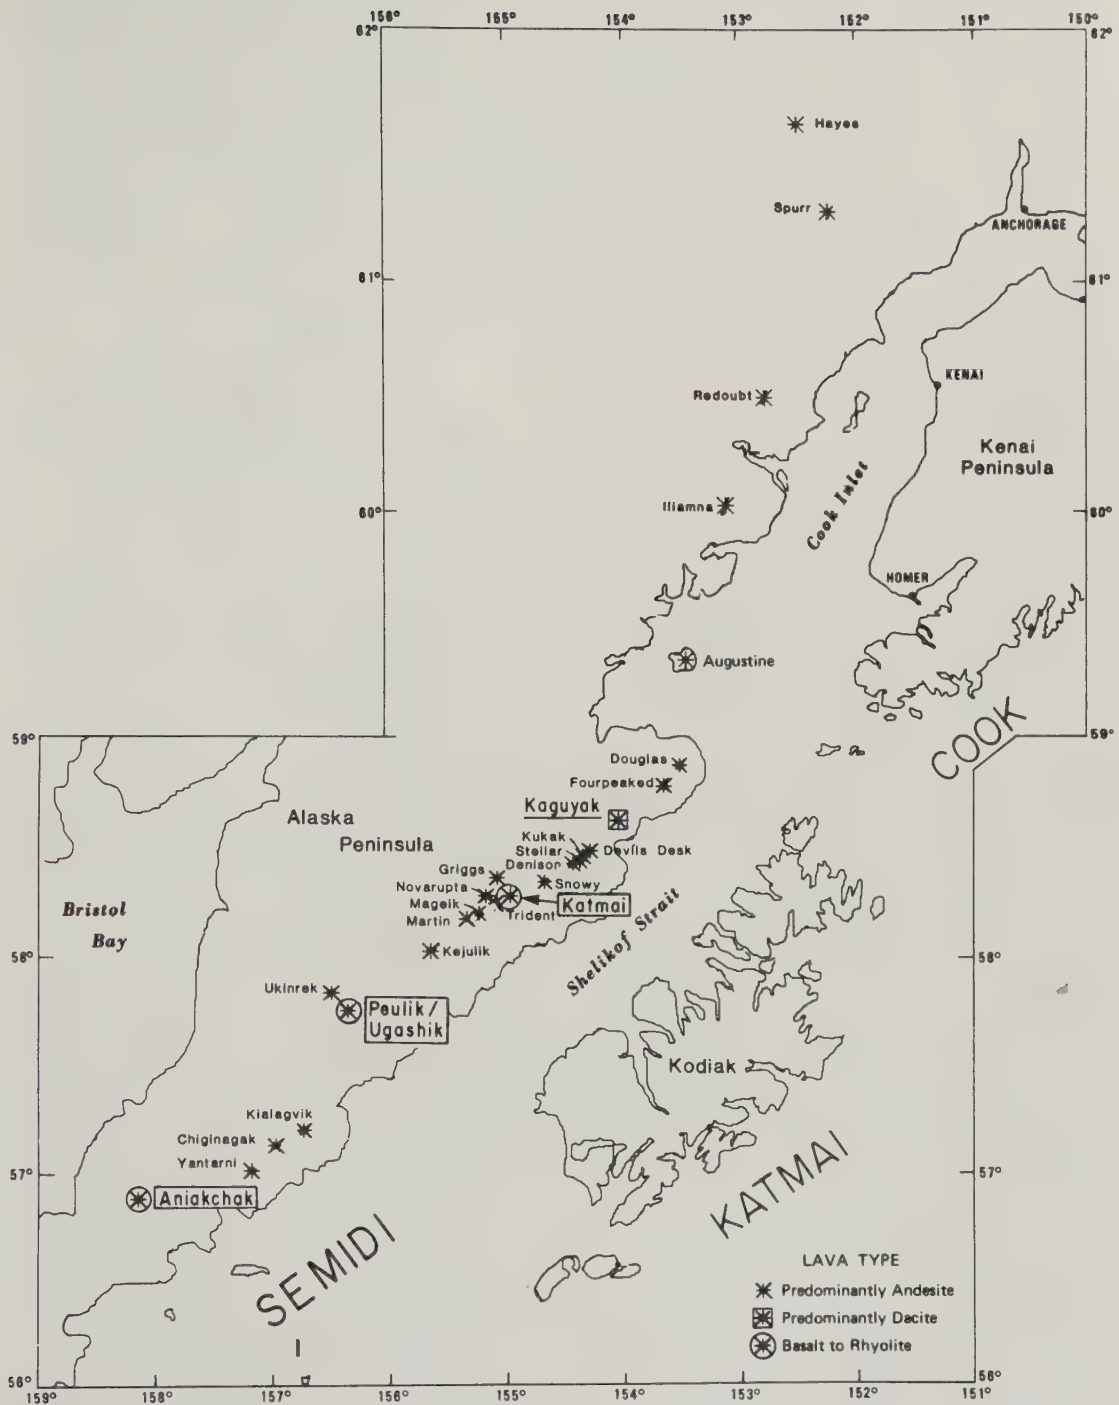 156°
155°
154°
153°
152°
151°
150°
62°
62°
Hayes
Spurr
ANCHORAGE
61°
61°
Redoubt
KENAI
Kenai
Peninsula
Cook Inlet
Iliamna
60°
60°
HOMER
Augustine
COOK
59°
59°
Douglas
Fourpeaked
Kaguyak
Alaska
Peninsula
Kukak
Stellar
Devils Desk
Denison
Griggs
Snowy
Novarupta
Katmai
Mageik
Trident
Martin
Bristol
Bay
Shelikof Strait
Kejulik
58°
58°
Ukinrek
Peulik/
Ugashik
Kodiak
Kialagvik
Chiginagak
Yantarni
57°
57°
Aniakchak
KATMAI
SEMIDI
LAVA TYPE
Predominantly Andesite
Predominantly Dacite
Basalt to Rhyolite
56°
56°
159°
158°
157°
156°
155°
154°
153°
152°
151°